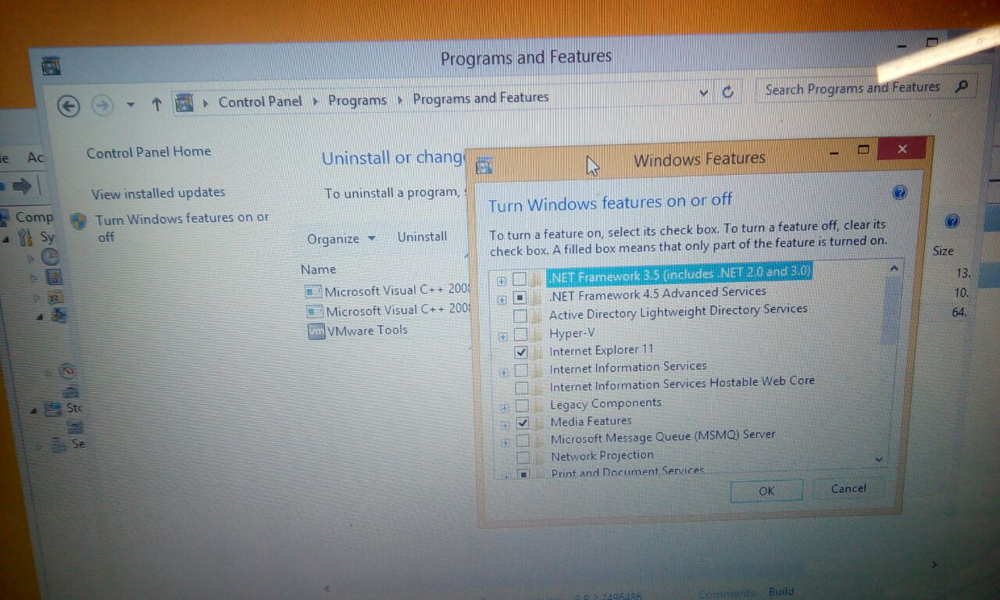 Programs and Features
Control Panel Programs Programs and Features
Search Programs and Features
Control Panel Home
View installed updates
Turn Windows features on or
off
Uninstall or chang
To uninstall a program,
Organize Uninstall
Name
Microsoft Visual C++ 2008
Microsoft Visual C++ 2008
VMware Tools
Size
13.
10.
64.
Ac
Comp
Sy
Sto
Se
Windows Features
Turn Windows features on or off
To turn a feature on, select its check box. To turn a feature off, clear its
check box. A filled box means that only part of the feature is turned on.
.NET Framework 3.5 (includes .NET 2.0 and 3.0)
.NET Framework 4.5 Advanced Services
Active Directory Lightweight Directory Services
Hyper-V
Internet Explorer 11
Internet Information Services
Internet Information Services Hostable Web Core
Legacy Components
Media Features
Microsoft Message Queue (MSMQ) Server
Network Projection
Print and Document Services
OK Cancel
Comments: Build